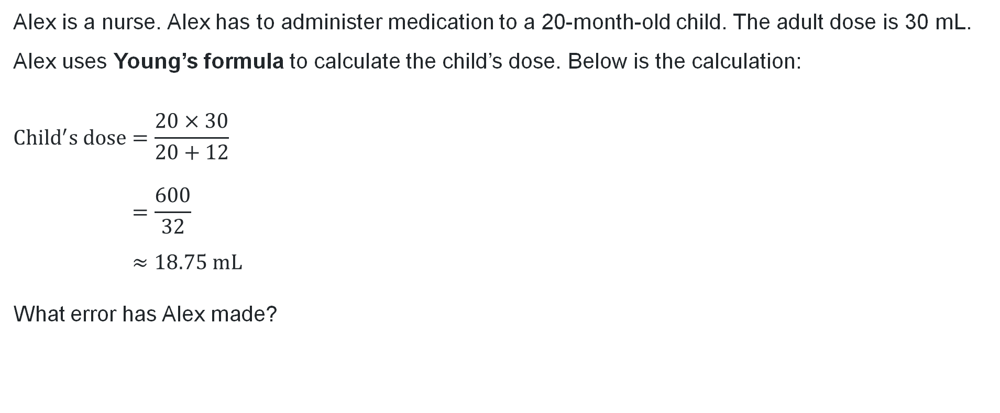 Alex is a nurse. Alex has to administer medication to a 20-month-old child. The adult dose is 30 mL.
Alex uses Young’s formula to calculate the child’s dose. Below is the calculation:
Child′s dose = \frac{20 × 30}{20 + 12}
= \frac{600}{32}
≈ 18.75 mL
What error has Alex made?